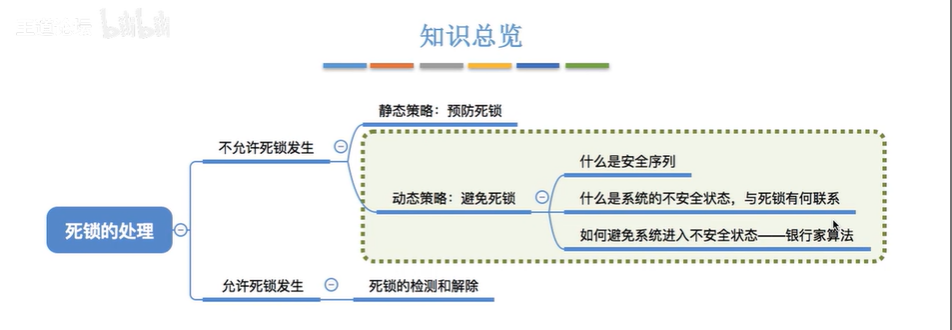 bilibili
知识总览
静态策略：预防死锁
不允许死锁发生
什么是安全序列
动态策略：避免死锁
什么是系统的不安全状态，与死锁有何联系
死锁的处理
如何避免系统进入不安全状态——银行家算法
允许死锁发生
死锁的检测和解除